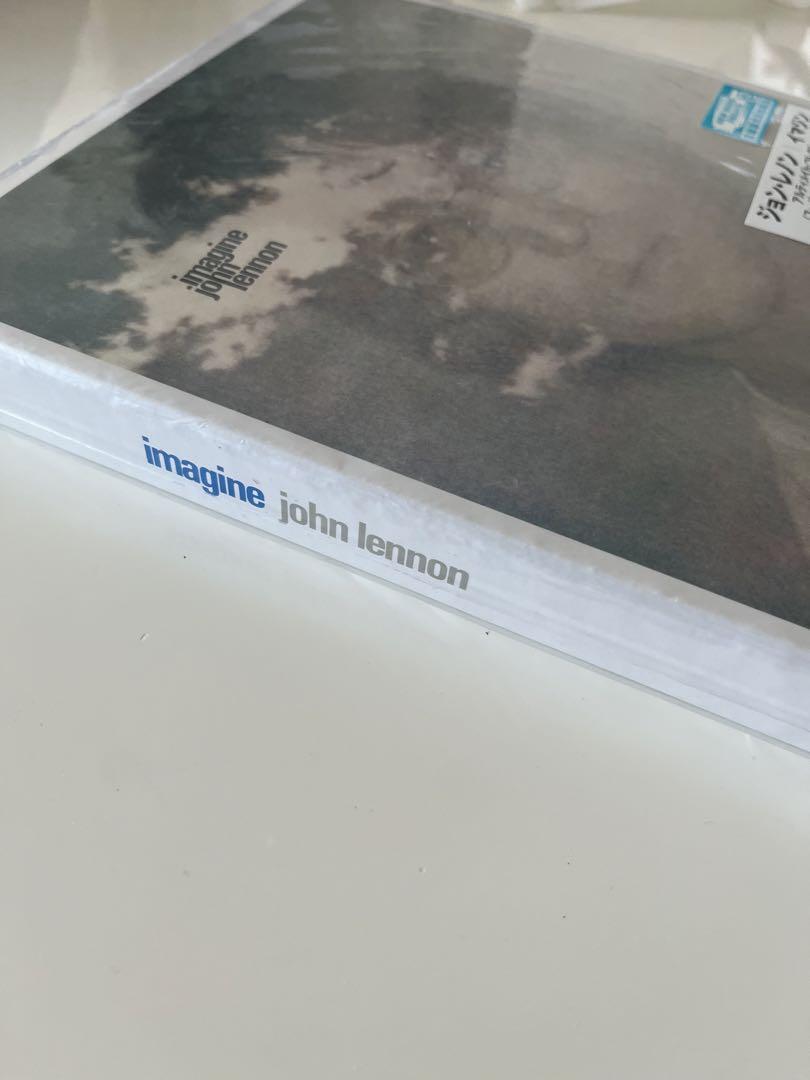 imagine
john
lennon
ジョン・レノン イマジン
imagine john lennon